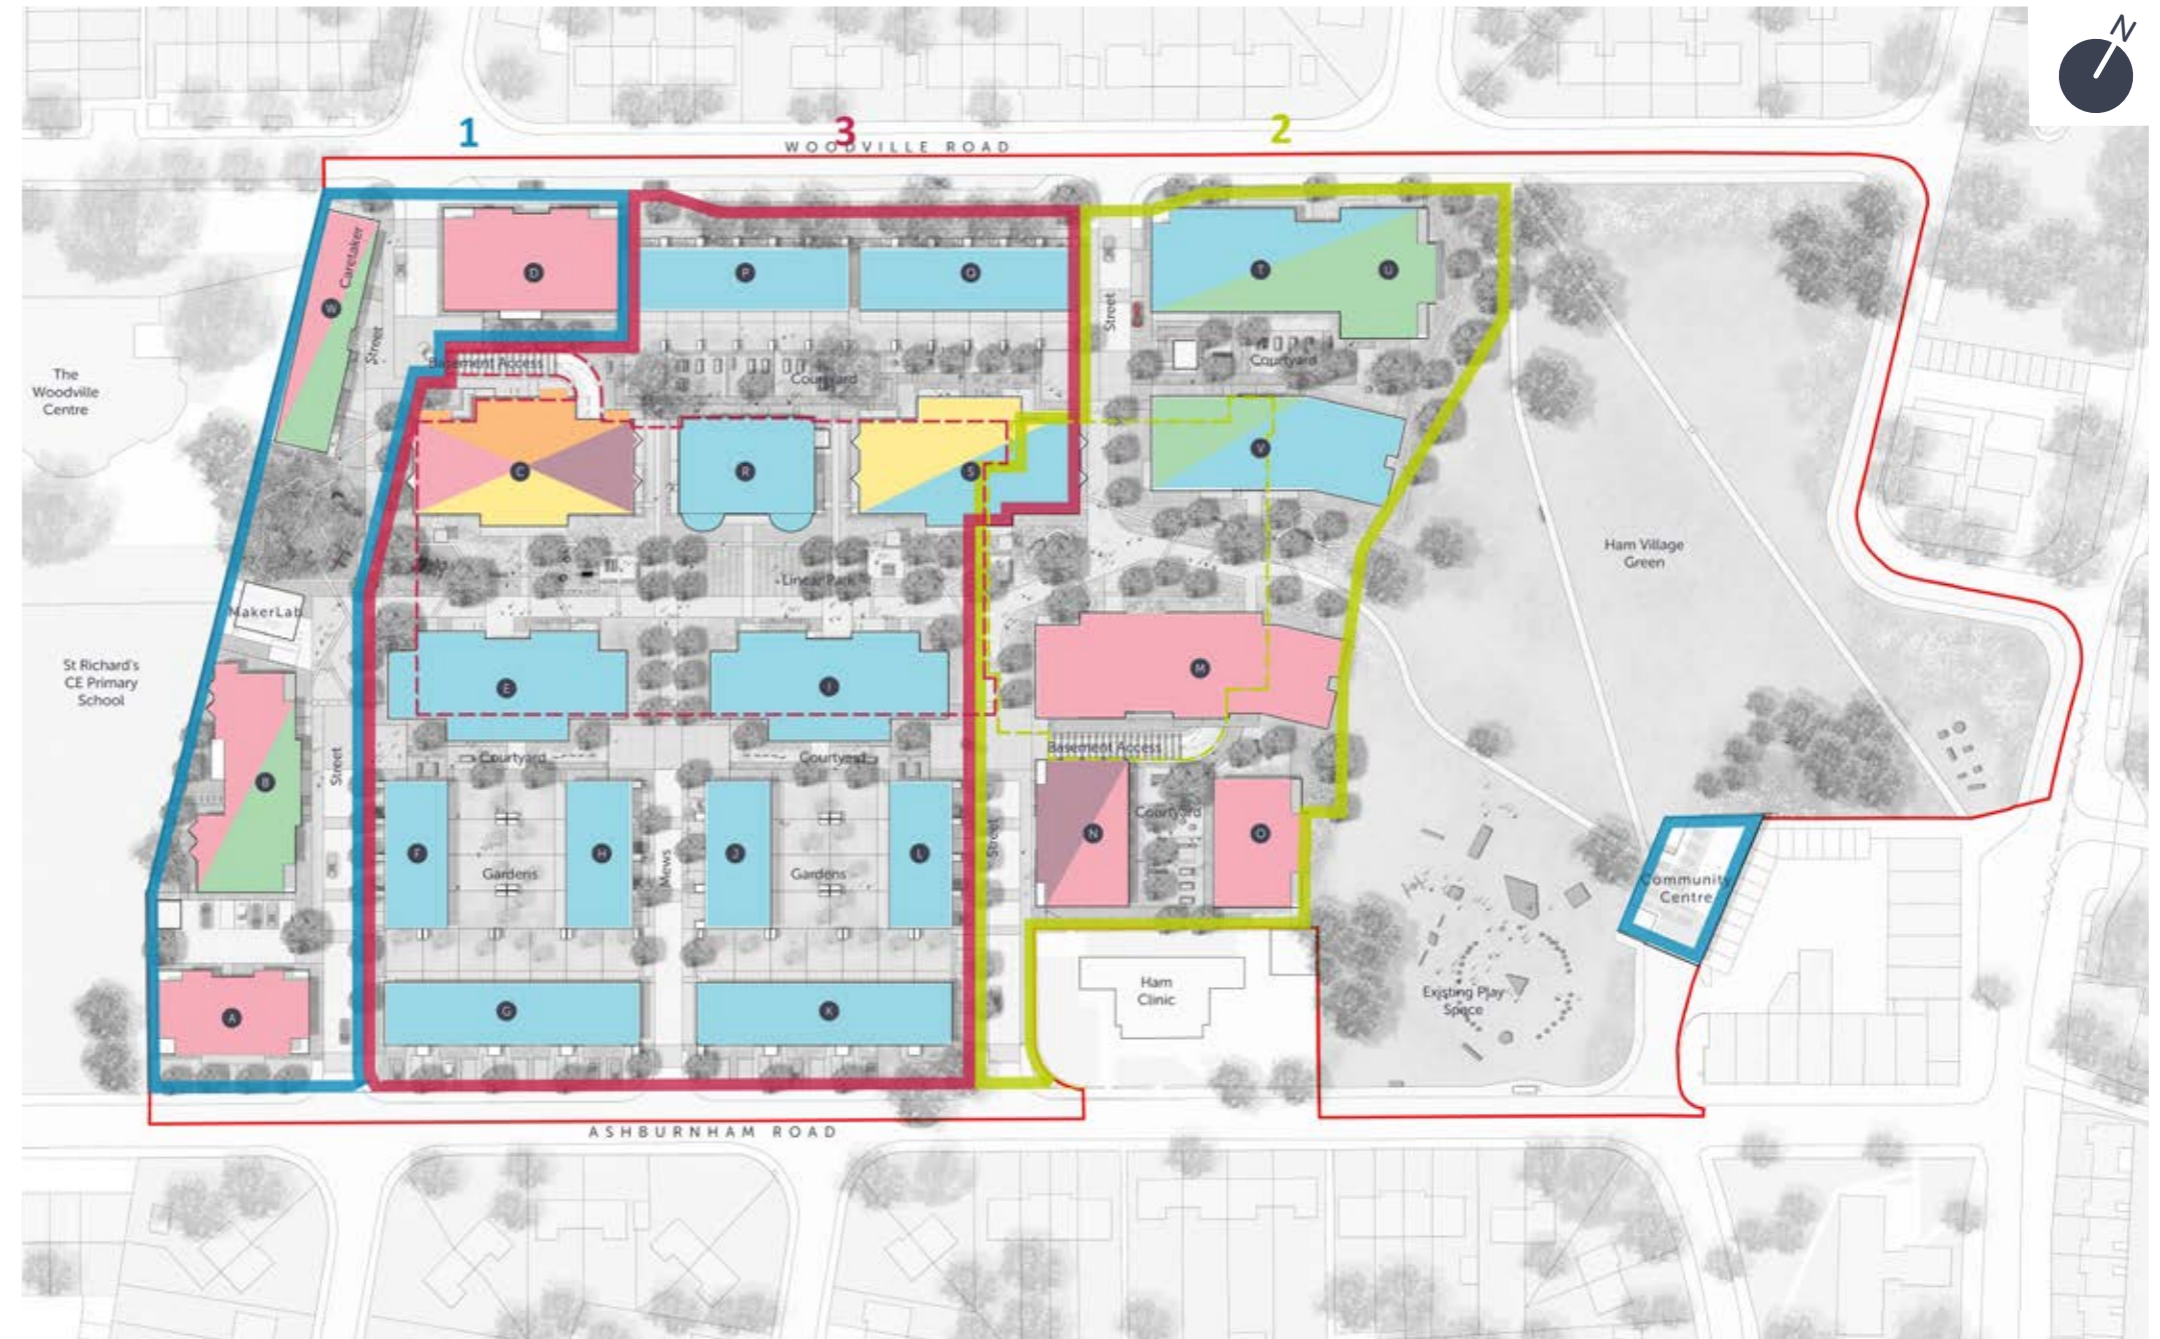 N
1
3
2
WOODVILLE ROAD
Caretaker
W
D
P
Q
T
U
Street
Street
The
Woodville
Centre
Basement Access
Courtyard
Courtyard
C
R
S
V
Ham Village
Green
Linear Park
MakerLab
St Richard's
CE Primary
School
E
I
M
Basement Access
Courtyard
Courtyard
Street
B
F
H
J
L
Street
N
Courtyard
O
Gardens
Mews
Gardens
Community
Centre
Ham
Clinic
Existing Play
Space
A
G
K
ASHBURNHAM ROAD